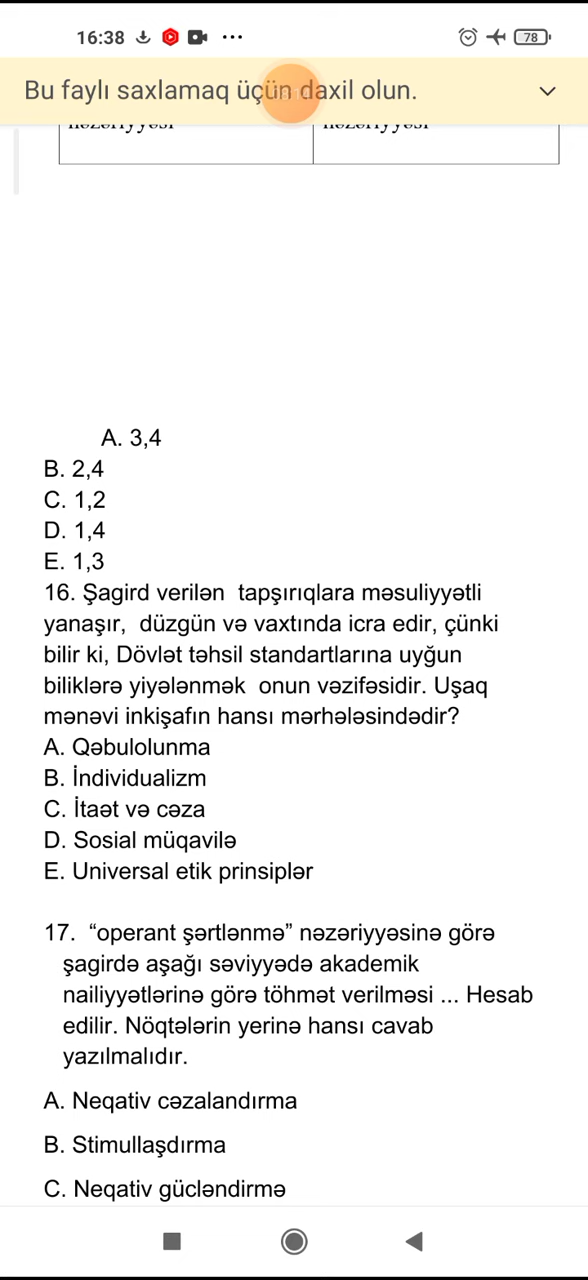 16:38
78
Bu faylı saxlamaq üçün daxil olun.
A. 3,4
B. 2,4
C. 1,2
D. 1,4
E. 1,3
16. Şagird verilən tapşırıqlara məsuliyyətli
yanaşır, düzgün və vaxtında icra edir, çünki
bilir ki, Dövlət təhsil standartlarına uyğun
biliklərə yiyələnmək onun vəzifəsidir. Uşaq
mənəvi inkişafın hansı mərhələsindədir?
A. Qəbulolunma
B. İndividualizm
C. İtaət və cəza
D. Sosial müqavilə
E. Universal etik prinsiplər
17. “operant şərtlənmə” nəzəriyyəsinə görə
şagirdə aşağı səviyyədə akademik
nailiyyətlərinə görə töhmət verilməsi ... Hesab
edilir. Nöqtələrin yerinə hansı cavab
yazılmalıdır.
A. Neqativ cəzalandırma
B. Stimullaşdırma
C. Neqativ gücləndirmə